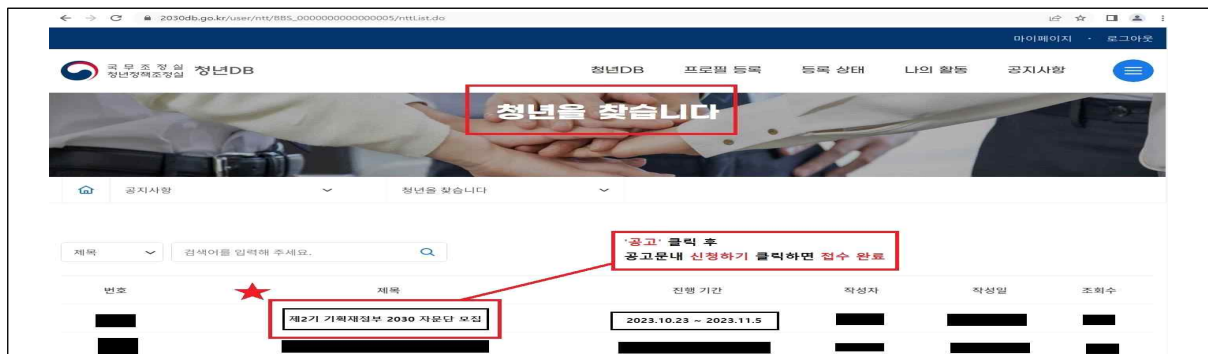 2030db.go.kr/user/ntt/BBS_0000000000000005/nttList.do
마이페이지 · 로그아웃
국무조정실
청년정책조정실
청년DB
청년DB 프로필 등록 등록 상태 나의 활동 공지사항
청년을 찾습니다
공지사항 청년을 찾습니다
제목 검색어를 입력해 주세요.
'공고' 클릭 후
공고문내 신청하기 클릭하면 접수 완료
번호 제목 진행 기간 작성자 작성일 조회수
제2기 기획재정부 2030 자문단 모집 2023.10.23 ~ 2023.11.5